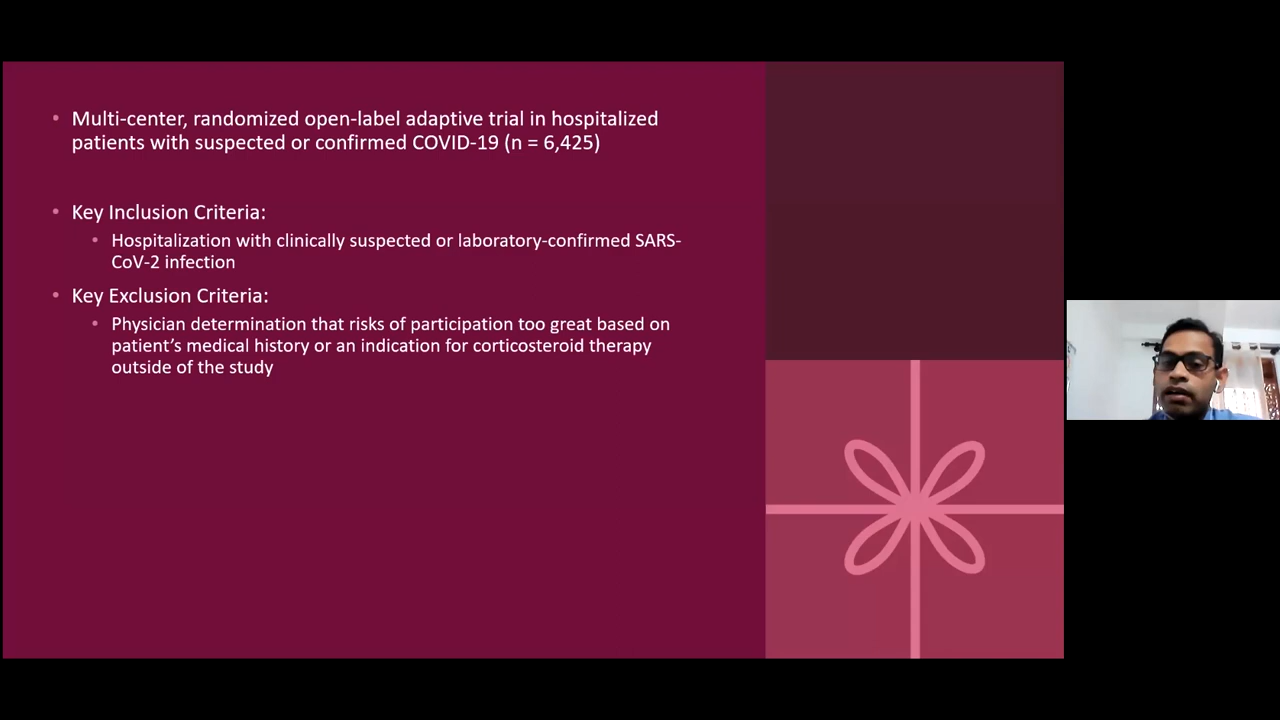 Multi-center, randomized open-label adaptive trial in hospitalized
patients with suspected or confirmed COVID-19 (n = 6,425)
Key Inclusion Criteria:
Hospitalization with clinically suspected or laboratory-confirmed SARS-
CoV-2 infection
Key Exclusion Criteria:
Physician determination that risks of participation too great based on
patient’s medical history or an indication for corticosteroid therapy
outside of the study